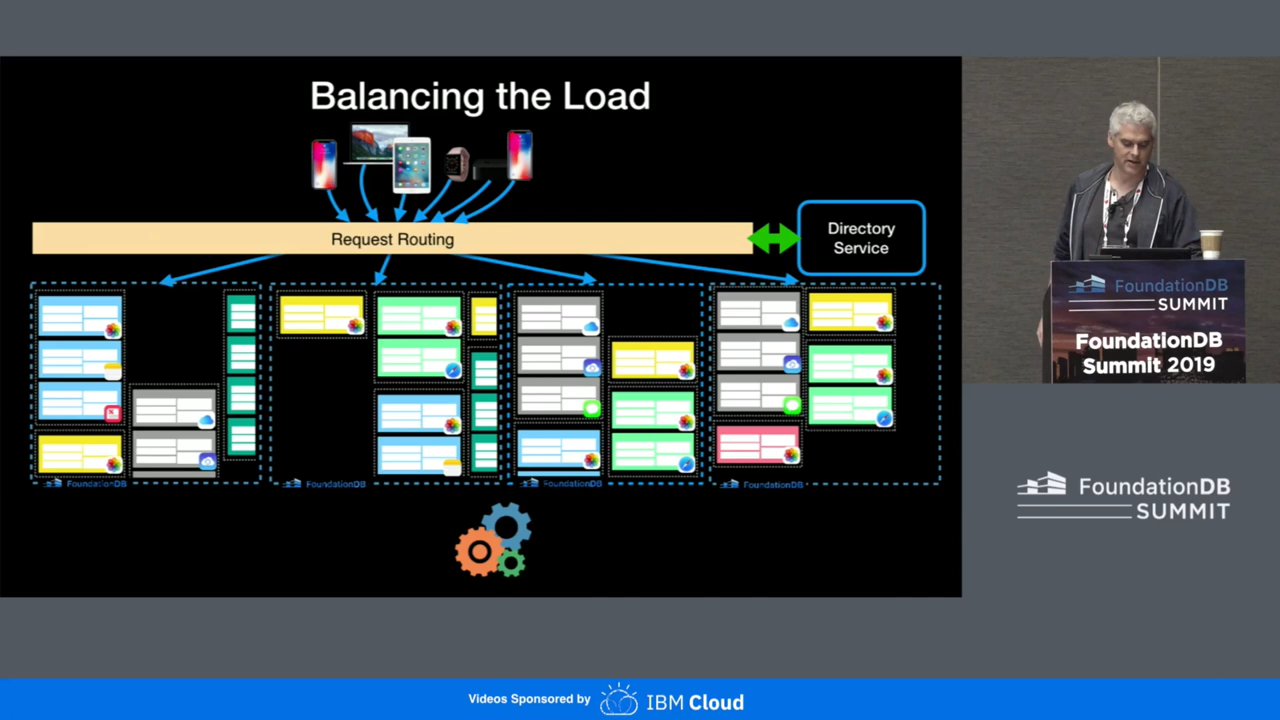 Balancing the Load
Request Routing
Directory
Service
FoundationDB
FoundationDB
FoundationDB
FoundationDB
FoundationDB
SUMMIT
FoundationDB
Summit 2019
FoundationDB
SUMMIT
Videos Sponsored by IBM Cloud